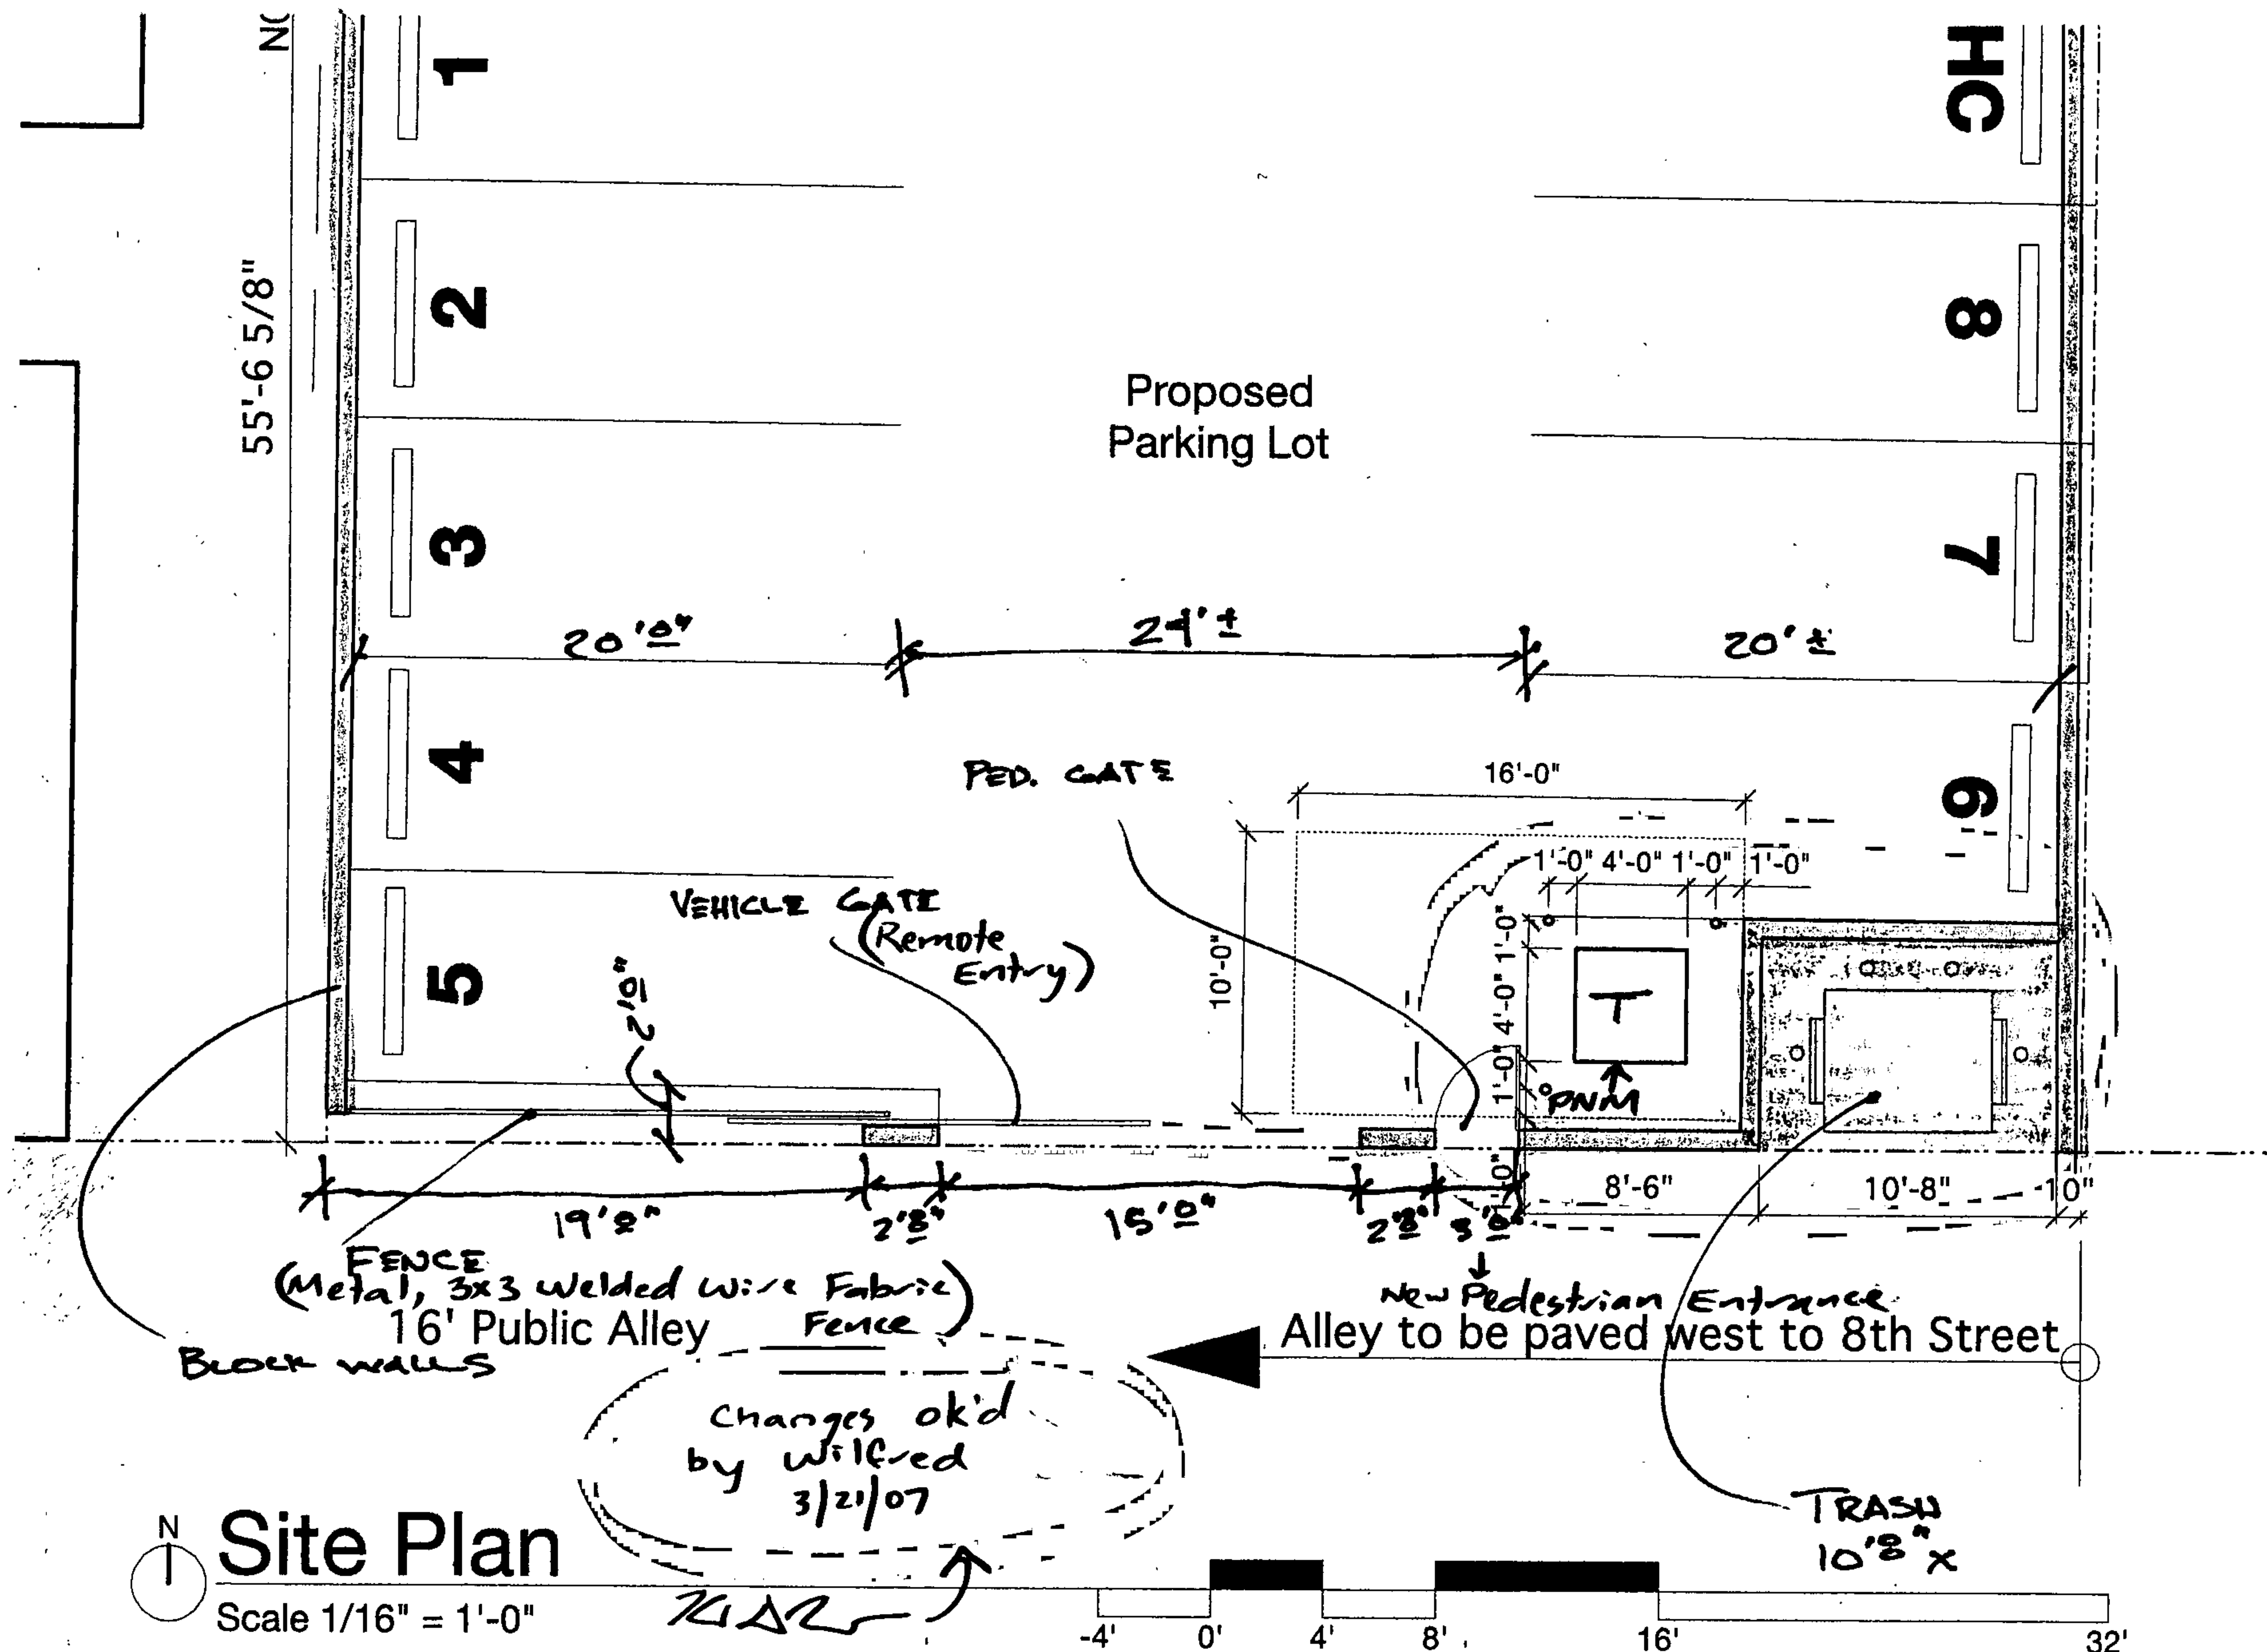 1
HC
2
8
55'-6 5/8"
Proposed
Parking Lot
3
7
20'0"
24'±
20'±
4
6
PED. GATE
16'-0"
1'-0" 4'-0" 1'-0" 1'-0"
VEHICLE GATE
(Remote
Entry)
10'-0"
1'-0"
4'-0"
1'-0"
5
2'0"
T
PNM
1'-0"
19'0"
2'8"
15'0"
2'8"
3'0"
8'-6"
10'-8"
10"
FENCE
(Metal, 3x3 Welded Wire Fabric
Fence)
New Pedestrian Entrance
16' Public Alley
Alley to be paved west to 8th Street
BLOCK WALLS
Changes ok'd
by Wilfred
3/21/07
TRASH
10'8" x
N
Site Plan
Scale 1/16" = 1'-0"
-4' 0' 4' 8' 16' 32'